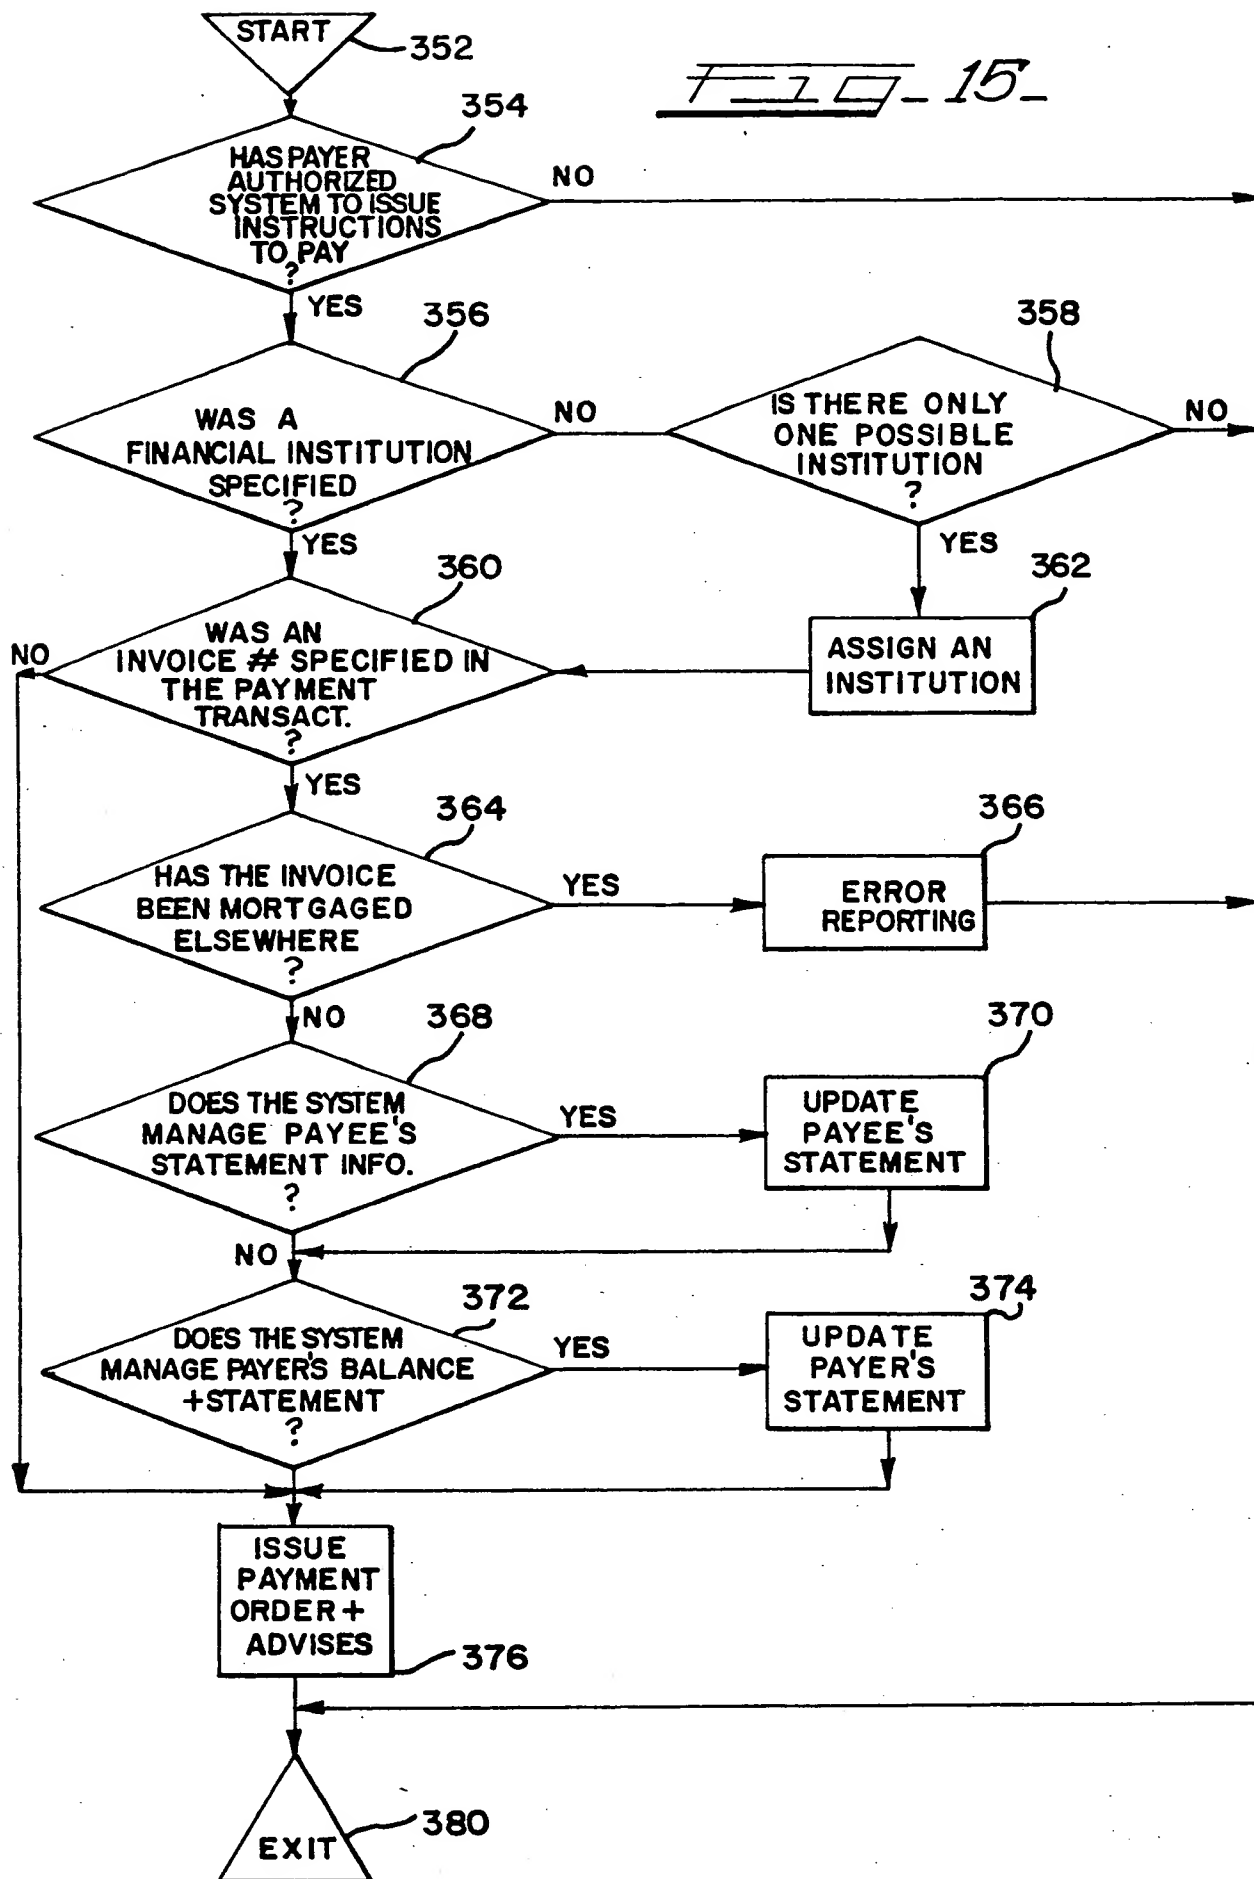 START
352
Fig-15-
354
HAS PAYER
AUTHORIZED
SYSTEM TO ISSUE
INSTRUCTIONS
TO PAY
?
NO
YES
356
WAS A
FINANCIAL INSTITUTION
SPECIFIED
?
NO
358
IS THERE ONLY
ONE POSSIBLE
INSTITUTION
?
NO
YES
YES
360
WAS AN
INVOICE # SPECIFIED IN
THE PAYMENT
TRANSACT.
?
NO
362
ASSIGN AN
INSTITUTION
YES
364
HAS THE INVOICE
BEEN MORTGAGED
ELSEWHERE
?
YES
366
ERROR
REPORTING
NO
368
DOES THE SYSTEM
MANAGE PAYEE'S
STATEMENT INFO.
?
YES
370
UPDATE
PAYEE'S
STATEMENT
NO
372
DOES THE SYSTEM
MANAGE PAYER'S BALANCE
+STATEMENT
?
YES
374
UPDATE
PAYER'S
STATEMENT
ISSUE
PAYMENT
ORDER+
ADVISES
376
EXIT
380